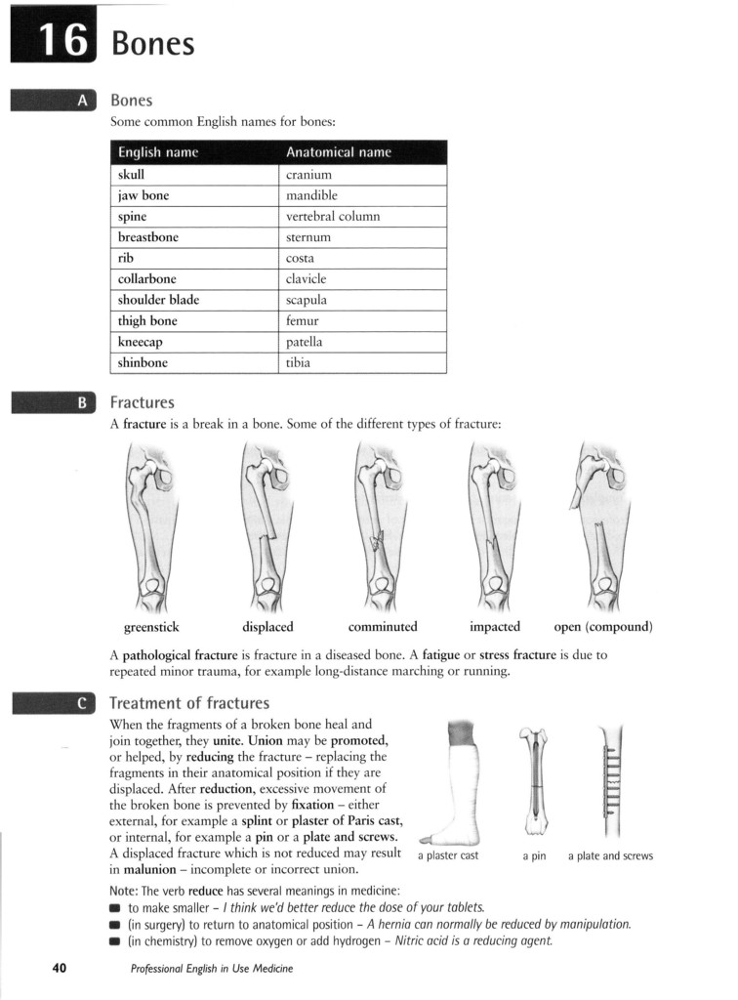 16 Bones
A Bones
Some common English names for bones:
English name Anatomical name
skull cranium
jaw bone mandible
spine vertebral column
breastbone sternum
rib costa
collarbone clavicle
shoulder blade scapula
thigh bone femur
kneecap patella
shinbone tibia
B Fractures
A fracture is a break in a bone. Some of the different types of fracture:
greenstick displaced comminuted impacted open (compound)
A pathological fracture is fracture in a diseased bone. A fatigue or stress fracture is due to
repeated minor trauma, for example long-distance marching or running.
C Treatment of fractures
When the fragments of a broken bone heal and
join together, they unite. Union may be promoted,
or helped, by reducing the fracture – replacing the
fragments in their anatomical position if they are
displaced. After reduction, excessive movement of
the broken bone is prevented by fixation – either
external, for example a splint or plaster of Paris cast,
or internal, for example a pin or a plate and screws.
A displaced fracture which is not reduced may result
in malunion – incomplete or incorrect union.
a plaster cast a pin a plate and screws
Note: The verb reduce has several meanings in medicine:
to make smaller – I think we'd better reduce the dose of your tablets.
(in surgery) to return to anatomical position – A hernia can normally be reduced by manipulation.
(in chemistry) to remove oxygen or add hydrogen – Nitric acid is a reducing agent.
40 Professional English in Use Medicine